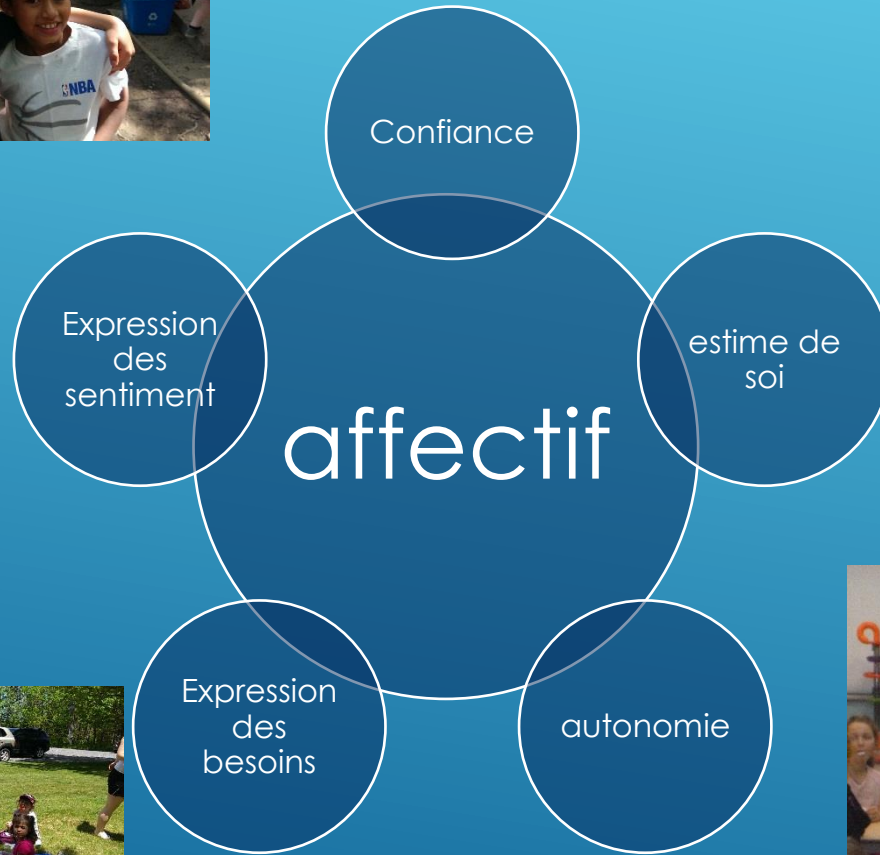 NBA
Confiance
Expression
des
sentiment
estime de
soi
affectif
Expression
des
besoins
autonomie